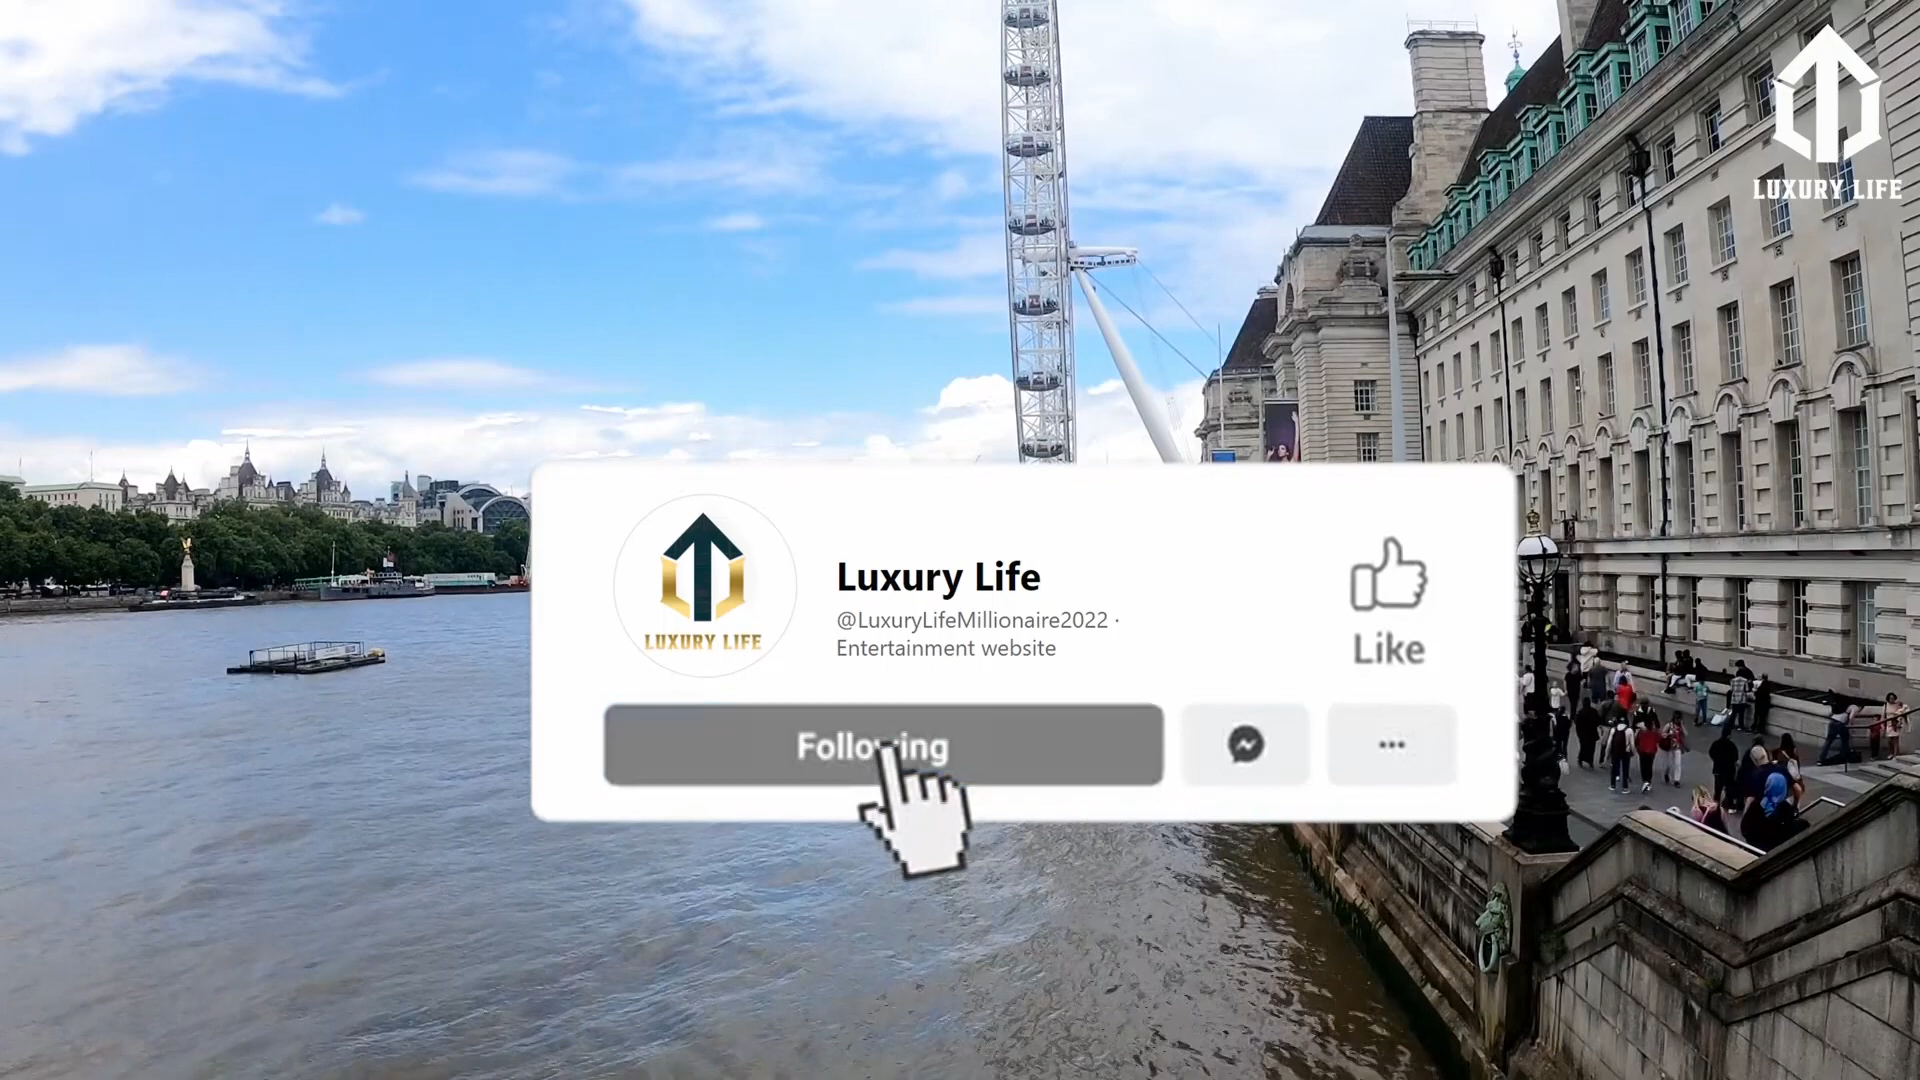 LUXURY LIFE
LUXURY LIFE
Luxury Life
@LuxuryLifeMillionaire2022 ·
Entertainment website
Like
Following
···